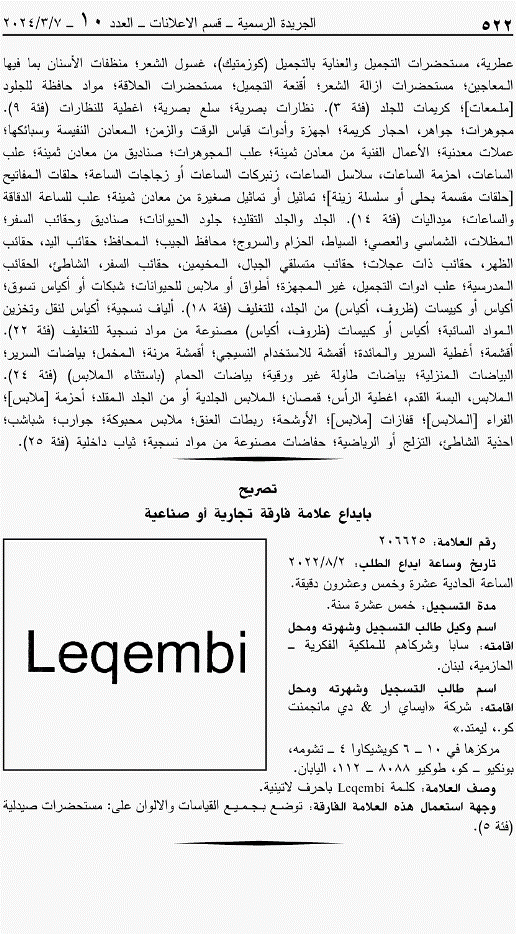 ٥٢٢
الجريدة الرسمية ــ قسم الاعلانات ــ العدد ١٠ ــ ٢٠٢٤/٣/٧
عطرية، مستحضرات التجميل والعناية بالتجميل (كوزمتيك)، غسول الشعر؛ منظفات الأسنان بما فيها
المعاجين؛ مستحضرات ازالة الشعر؛ أقنعة التجميل؛ مستحضرات الحلاقة؛ مواد حافظة للجلود
[ملمعات]؛ كريمات للجلد (فئة ٣). نظارات بصرية؛ سلع بصرية؛ اغطية للنظارات (فئة ٩).
مجوهرات؛ جواهر، احجار كريمة؛ اجهزة وأدوات قياس الوقت والزمن؛ المعادن النفيسة وسبائكها؛
عملات معدنية؛ الأعمال الفنية من معادن ثمينة؛ علب المجوهرات؛ صناديق من معادن ثمينة؛ علب
الساعات، احزمة الساعات، سلاسل الساعات، زنبركات الساعات أو زجاجات الساعة؛ حلقات المفاتيح
[حلقات مقسمة بحلى أو سلسلة زينة]؛ تماثيل أو تماثيل صغيرة من معادن ثمينة؛ علب للساعة الدقاقة
والساعات؛ ميداليات (فئة ١٤). الجلد والجلد التقليد؛ جلود الحيوانات؛ صناديق وحقائب السفر؛
المظلات، الشماسي والعصي؛ السياط، الحزام والسروج؛ محافظ الجيب؛ المحافظ؛ حقائب اليد، حقائب
الظهر، حقائب ذات عجلات؛ حقائب متسلقي الجبال، المخيمين، حقائب السفر، الشاطئ، الحقائب
المدرسية؛ علب ادوات التجميل، غير المجهزة؛ أطواق أو ملابس للحيوانات؛ شبكات أو أكياس تسوق؛
أكياس أو كييسات (ظروف، أكياس) من الجلد، للتغليف (فئة ١٨). ألياف نسجية؛ أكياس لنقل وتخزين
المواد السائبة؛ أكياس أو كييسات (ظروف، أكياس) مصنوعة من مواد نسجية للتغليف (فئة ٢٢).
أقشمة؛ أغطية السرير والمائدة؛ أقمشة للاستخدام النسيجي؛ أقمشة مرنة؛ المخمل؛ بياضات السرير؛
البياضات المنزلية؛ بياضات طاولة غير ورقية؛ بياضات الحمام (باستثناء الملابس) (فئة ٢٤).
الملابس، البسة القدم، اغطية الرأس؛ قمصان؛ الملابس الجلدية أو من الجلد المقلد؛ أحزمة [ملابس]؛
الفراء [الملابس]؛ قفازات [ملابس]؛ الأوشحة؛ ربطات العنق؛ ملابس محبوكة؛ جوارب؛ شباشب؛
احذية الشاطئ، التزلج أو الرياضية؛ حفاضات مصنوعة من مواد نسجية؛ ثياب داخلية (فئة ٢٥).
تصريح
بايداع علامة فارقة تجارية أو صناعية
رقم العلامة: ٢٠٦٦٢٥
تاريخ وساعة ايداع الطلب: ٢٠٢٢/٨/٢
الساعة الحادية عشرة وخمس وعشرون دقيقة.
مدة التسجيل: خمس عشرة سنة.
اسم وكيل طالب التسجيل وشهرته ومحل
اقامته: سابا وشركاهم للملكية الفكرية ــ
الحازمية، لبنان.
اسم طالب التسجيل وشهرته ومحل
اقامته: شركة «ايساي ار & دي مانجمنت
كو.، ليمتد.»
مركزها في ١٠ ــ ٦ كويشيكاوا ٤ ــ تشومه،
بونكيو ــ كو، طوكيو ٨٠٨٨ ــ ١١٢، اليابان.
Leqembi
وصف العلامة: كلمة Leqembi باحرف لاتينية.
وجهة استعمال هذه العلامة الفارقة: توضع بجميع القياسات والالوان على: مستحضرات صيدلية
(فئة ٥).